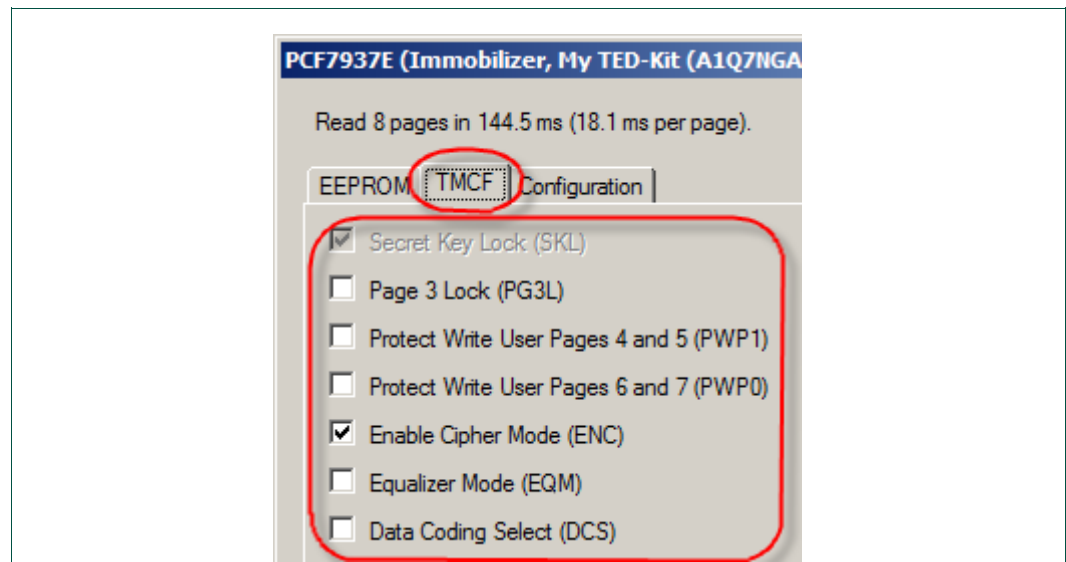 PCF7937E (Immobilizer, My TED-Kit (A1Q7NGA
Read 8 pages in 144.5 ms (18.1 ms per page).
EEPROM TMCF Configuration
Secret Key Lock (SKL)
Page 3 Lock (PG3L)
Protect Write User Pages 4 and 5 (PWP1)
Protect Write User Pages 6 and 7 (PWP0)
Enable Cipher Mode (ENC)
Equalizer Mode (EQM)
Data Coding Select (DCS)